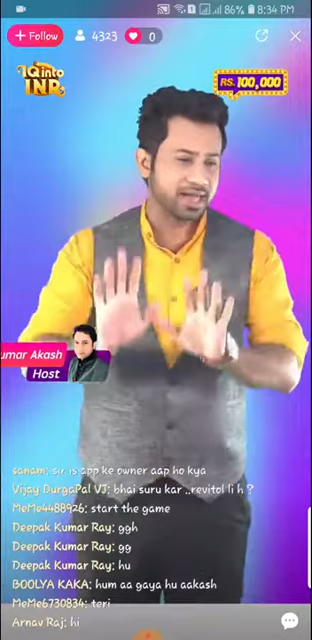 86% 8:34 PM
+ Follow 4323 0
IQ into
INR
RS. 100,000
umar Akash
Host
sanam: sir is app ke owner aap ho kya
Vijay DurgaPal VJ: bhai suru kar ..revitol li h ?
MeMe4488926: start the game
Deepak Kumar Ray: ggh
Deepak Kumar Ray: gg
Deepak Kumar Ray: hu
BOOLYA KAKA: hum aa gaya hu aakash
MeMe6730834: teri
Arnav Raj: hi